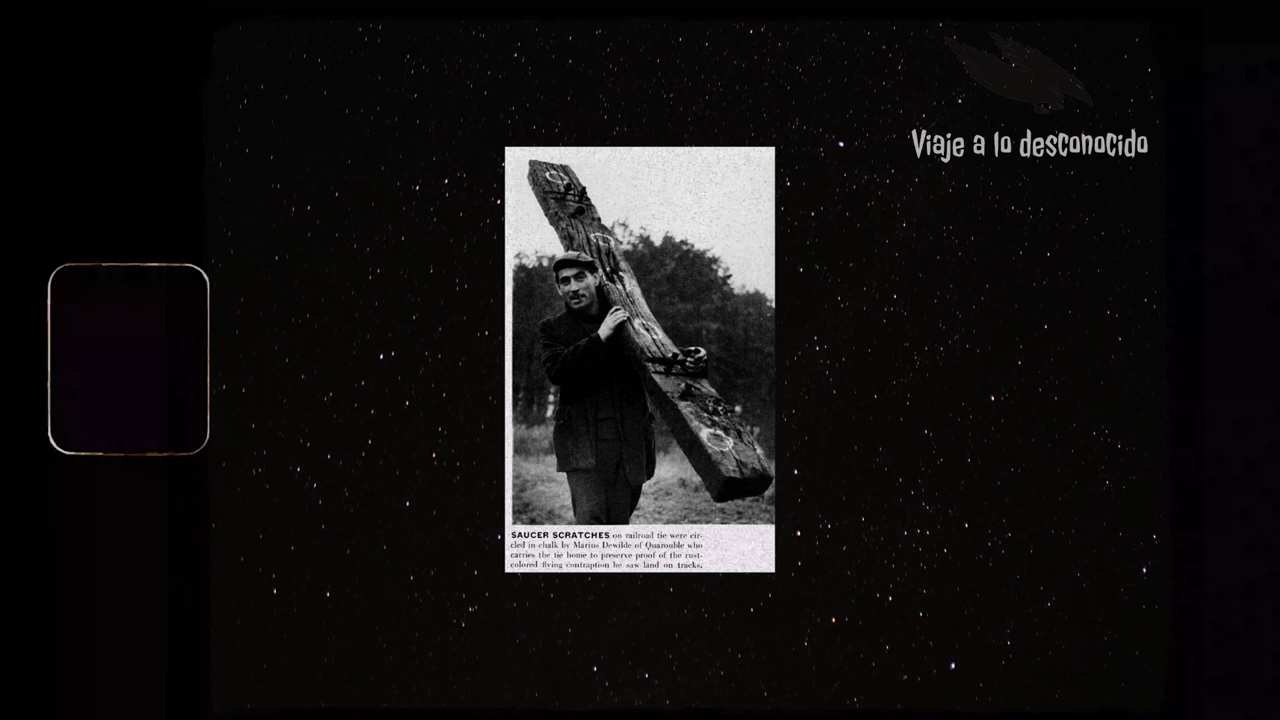 Viaje a lo desconocido
SAUCER SCRATCHES on railroad tie were cir-
cled in chalk by Marius Dewilde of Quarouble who
carries the tie home to preserve proof of the rust-
colored flying contraption he saw land on tracks.